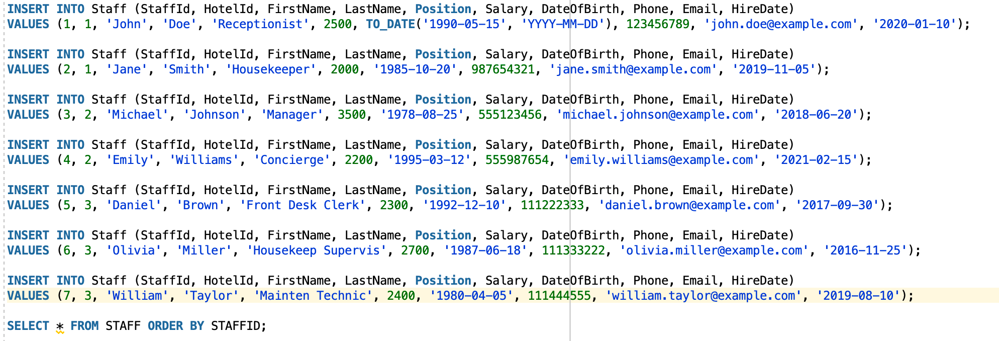 INSERT INTO Staff (StaffId, HotelId, FirstName, LastName, Position, Salary, DateOfBirth, Phone, Email, HireDate)
VALUES (1, 1, 'John', 'Doe', 'Receptionist', 2500, TO_DATE('1990-05-15', 'YYYY-MM-DD'), 123456789, 'john.doe@example.com', '2020-01-10');
INSERT INTO Staff (StaffId, HotelId, FirstName, LastName, Position, Salary, DateOfBirth, Phone, Email, HireDate)
VALUES (2, 1, 'Jane', 'Smith', 'Housekeeper', 2000, '1985-10-20', 987654321, 'jane.smith@example.com', '2019-11-05');
INSERT INTO Staff (StaffId, HotelId, FirstName, LastName, Position, Salary, DateOfBirth, Phone, Email, HireDate)
VALUES (3, 2, 'Michael', 'Johnson', 'Manager', 3500, '1978-08-25', 555123456, 'michael.johnson@example.com', '2018-06-20');
INSERT INTO Staff (StaffId, HotelId, FirstName, LastName, Position, Salary, DateOfBirth, Phone, Email, HireDate)
VALUES (4, 2, 'Emily', 'Williams', 'Concierge', 2200, '1995-03-12', 555987654, 'emily.williams@example.com', '2021-02-15');
INSERT INTO Staff (StaffId, HotelId, FirstName, LastName, Position, Salary, DateOfBirth, Phone, Email, HireDate)
VALUES (5, 3, 'Daniel', 'Brown', 'Front Desk Clerk', 2300, '1992-12-10', 111222333, 'daniel.brown@example.com', '2017-09-30');
INSERT INTO Staff (StaffId, HotelId, FirstName, LastName, Position, Salary, DateOfBirth, Phone, Email, HireDate)
VALUES (6, 3, 'Olivia', 'Miller', 'Housekeep Supervis', 2700, '1987-06-18', 111333222, 'olivia.miller@example.com', '2016-11-25');
INSERT INTO Staff (StaffId, HotelId, FirstName, LastName, Position, Salary, DateOfBirth, Phone, Email, HireDate)
VALUES (7, 3, 'William', 'Taylor', 'Mainten Technic', 2400, '1980-04-05', 111444555, 'william.taylor@example.com', '2019-08-10');
SELECT * FROM STAFF ORDER BY STAFFID;